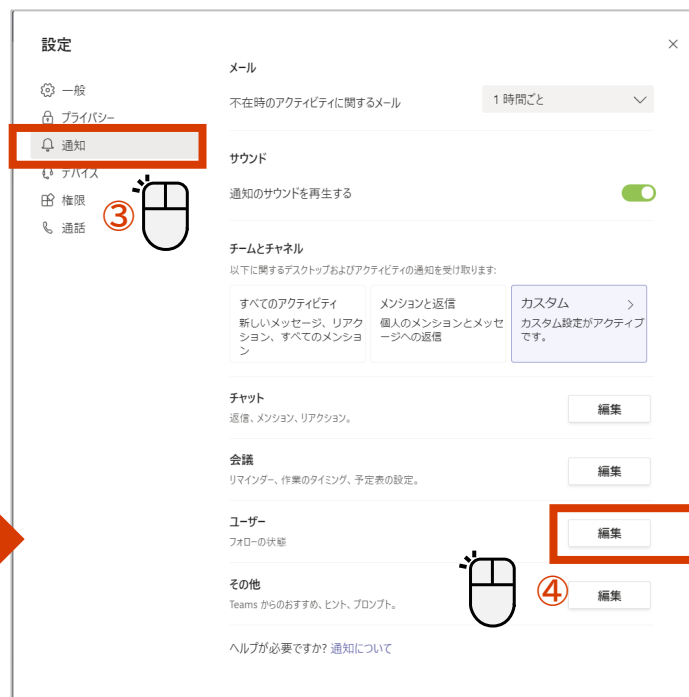 設定
×
一般
プライバシー
通知
デバイス
権限
通話
③
メール
不在時のアクティビティに関するメール
1 時間ごと
サウンド
通知のサウンドを再生する
チームとチャネル
以下に関するデスクトップおよびアクティビティの通知を受け取ります:
すべてのアクティビティ
新しいメッセージ、リアク
ション、すべてのメンショ
ン
メンションと返信
個人のメンションとメッセ
ージへの返信
カスタム
カスタム設定がアクティブ
です。
チャット
返信、メンション、リアクション。
編集
会議
リマインダー、作業のタイミング、予定表の設定。
編集
ユーザー
フォローの状態
編集
④
その他
Teams からのおすすめ、ヒント、プロンプト。
編集
ヘルプが必要ですか? 通知について